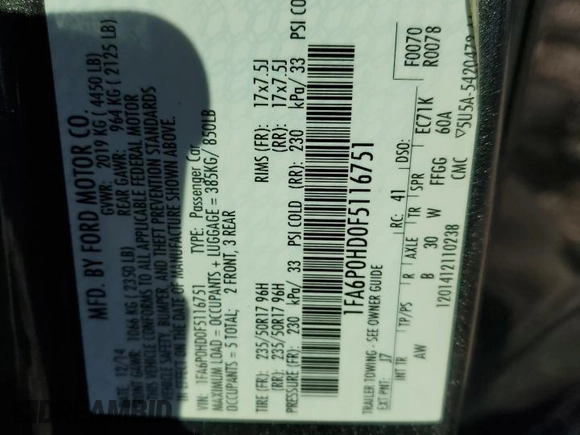 MFD. BY FORD MOTOR CO.
12/14 GVWR: 2019 KG ( 4450 LB)
FRONT GAWR: 1066 KG ( 2350 LB) REAR GAWR: 964 KG ( 2125 LB)
THIS VEHICLE CONFORMS TO ALL APPLICABLE FEDERAL MOTOR
VEHICLE SAFETY, BUMPER, AND THEFT PREVENTION STANDARDS
IN EFFECT ON THE DATE OF MANUFACTURE SHOWN ABOVE.
VIN: 1FA6P0HD0F5116751 TYPE: Passenger Car
MAXIMUM LOAD = OCCUPANTS + LUGGAGE = 385KG/ 850LB
OCCUPANTS = 5 TOTAL: 2 FRONT, 3 REAR
TIRE (FR): 235/50R17 96H RIMS (FR): 17x7.5J
TIRE (RR): 235/50R17 96H (RR): 17x7.5J
PRESSURE (FR): 230 kPa/ 33 PSI COLD (RR): 230 kPa/ 33 PSI CO
1FA6P0HD0F5116751
TRAILER TOWING - SEE OWNER GUIDE
EXT PNT: J7 RC: 41 DSO: F0070
R0078
INT TR TP/PS R AXLE TR SPR EC71K
AW B 30 W FFGG 60A
1201412110238 CMC ▽5U5A-5420472-